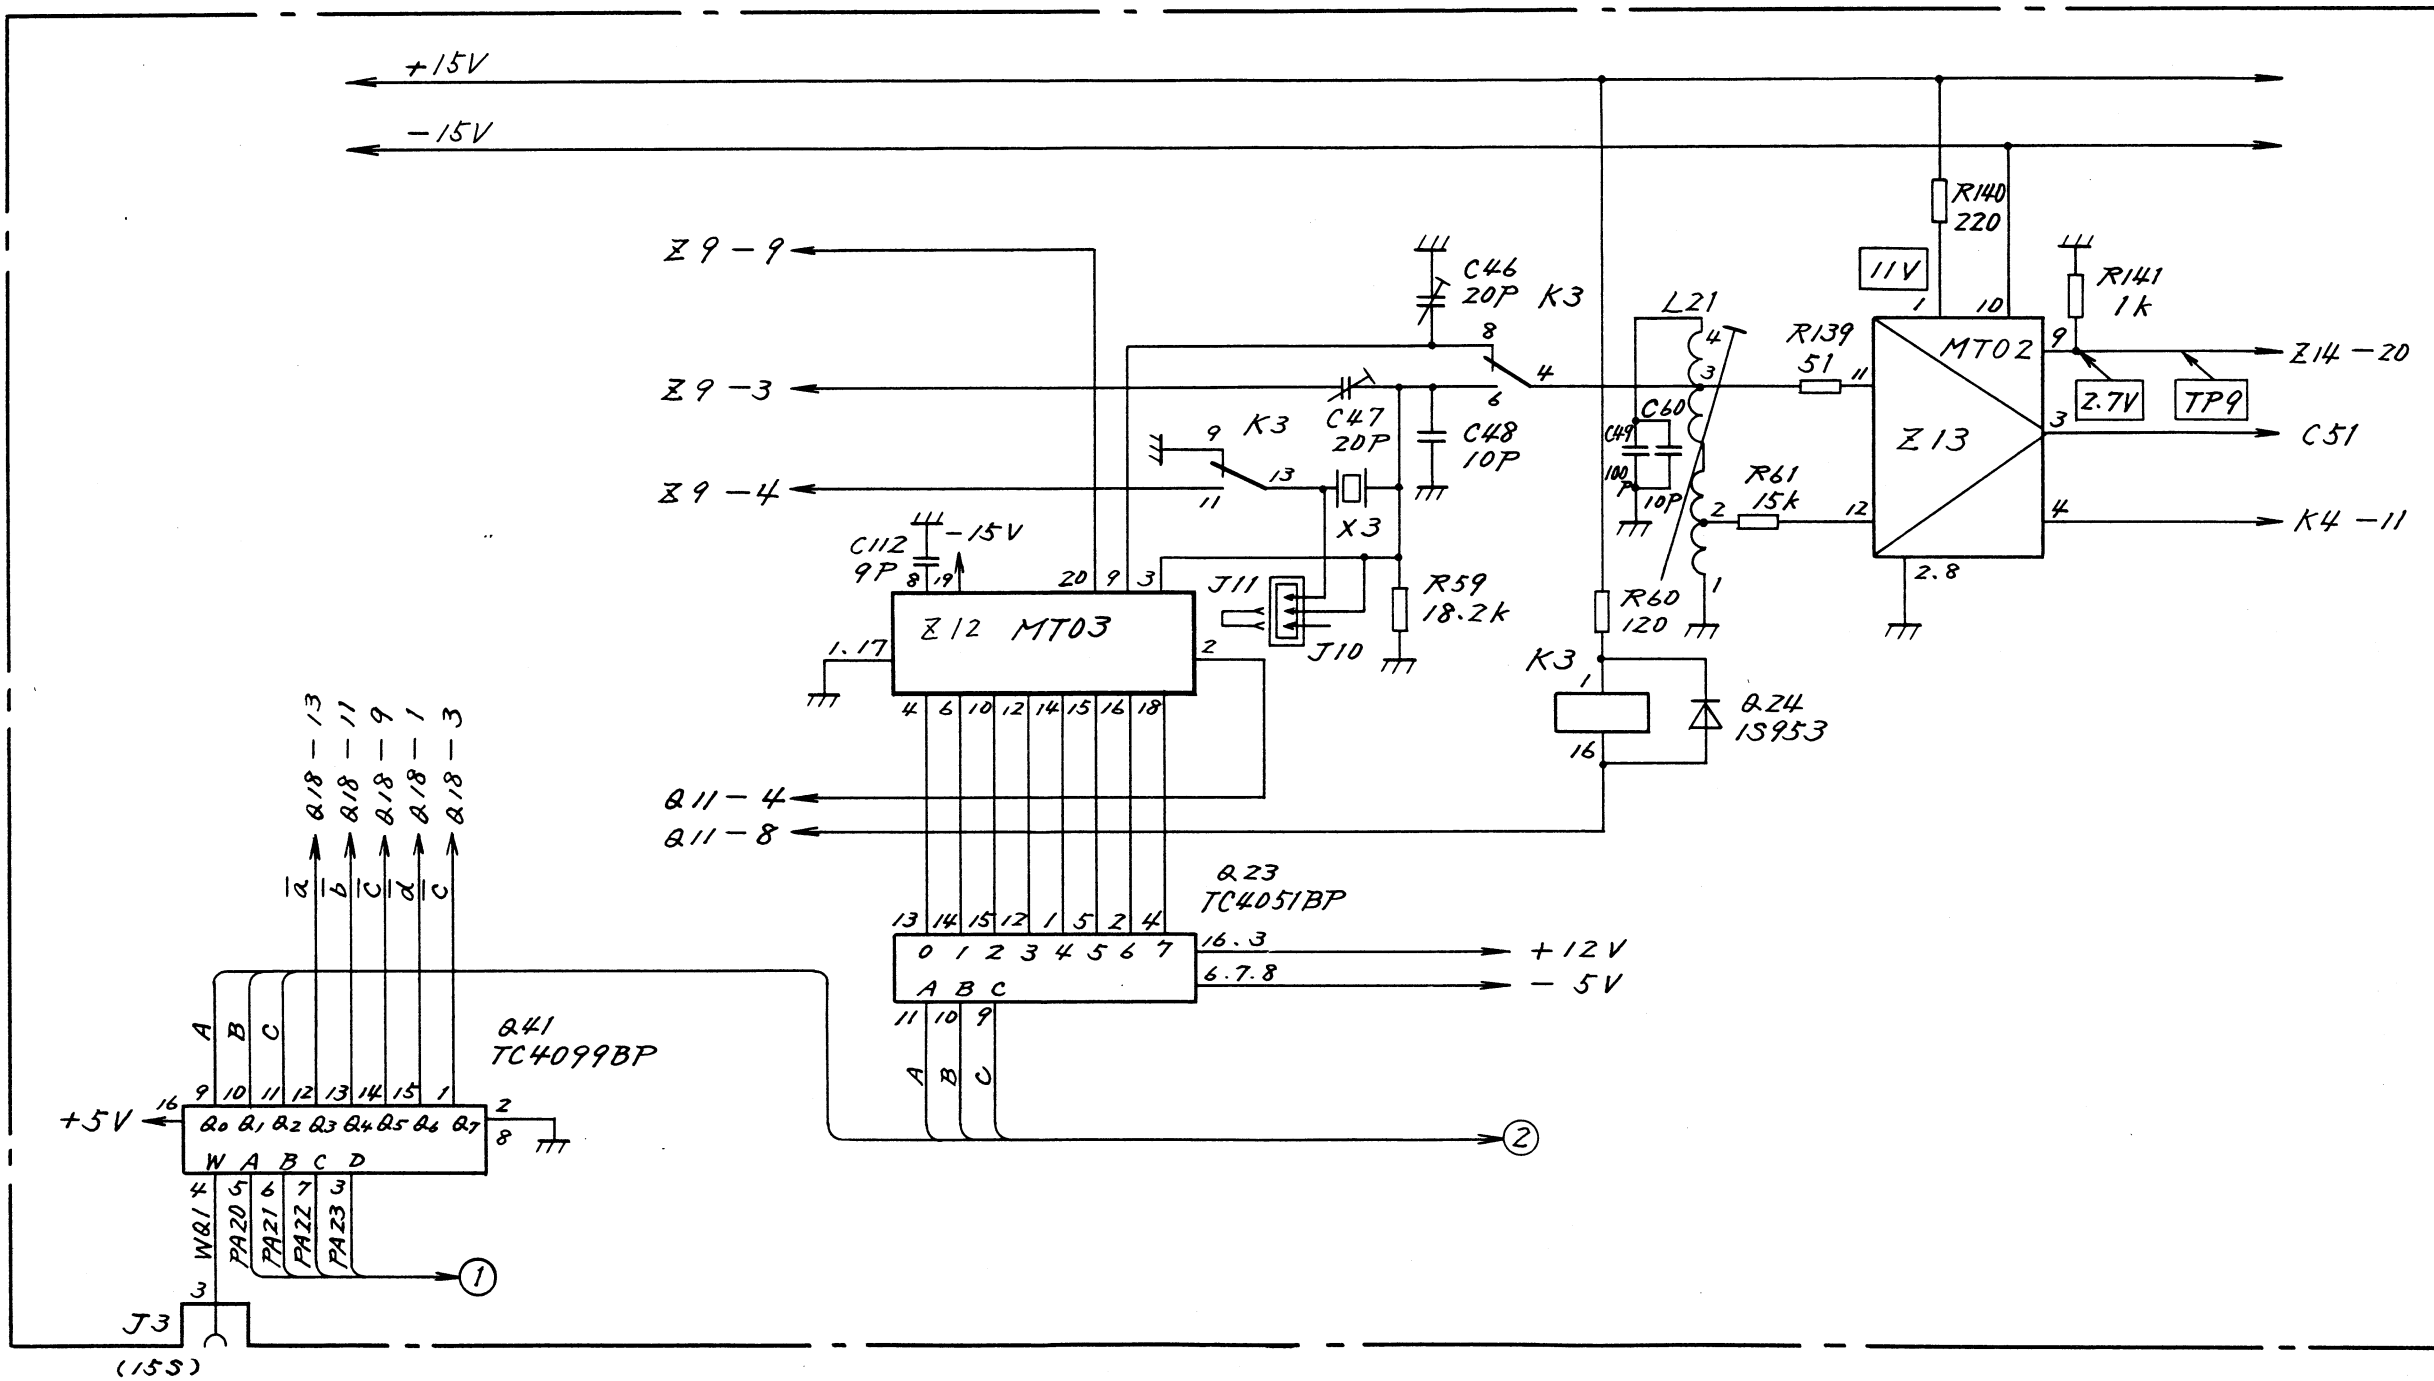 +15V
-15V
Z9-9
Z9-3
Z9-4
C46
20P
K3
8
4
6
C47
20P
C48
10P
K3
9
13
11
X3
C112
9P
-15V
8
19
20
9
3
Z12 MT03
1.17
2
J11
J10
R59
18.2k
4 6 10 12 14 15 16 18
L21
4
3
2
1
C60
C49
100
P
10P
R139
51
11
R61
15k
12
R140
220
11V
1
10
MT02
Z13
9
3
4
2.8
R141
1k
Z14-20
2.7V
TP9
C51
K4-11
R60
120
K3
1
16
Q24
1S953
Q11-4
Q11-8
Q23
TC4051BP
13 14 15 12 1 5 2 4
0 1 2 3 4 5 6 7
A B C
16.3
+12V
6.7.8
-5V
11 10 9
A B C
2
Q18-13
Q18-11
Q18-9
Q18-1
Q18-3
a b c d c
A B C
Q41
TC4099BP
16
+5V
9 10 11 12 13 14 15 1
Q0 Q1 Q2 Q3 Q4 Q5 Q6 Q7
2
8
W A B C D
4 5 6 7 3
WQ1
PA20
PA21
PA22
PA23
1
3
J3
(15S)